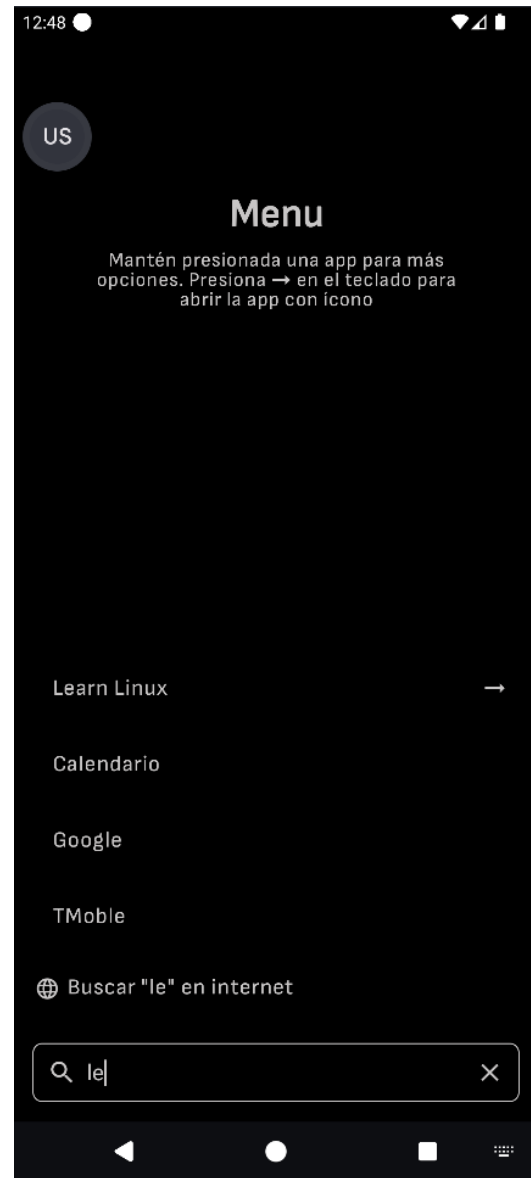 12:48
US
Menu
Mantén presionada una app para más
opciones. Presiona → en el teclado para
abrir la app con ícono
Learn Linux →
Calendario
Google
TMoble
Buscar "le" en internet
le